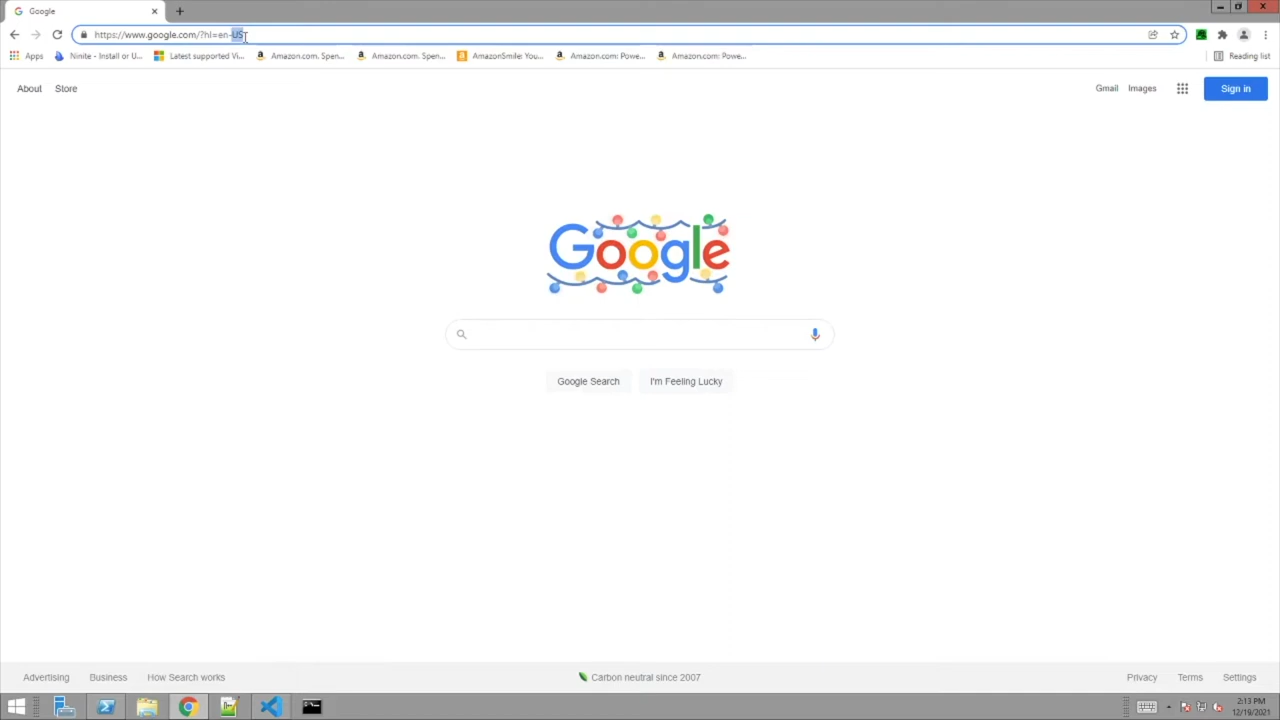 Google
https://www.google.com/?hl=en-US
Apps
Ninite - Install or U...
Latest supported Vi...
Amazon.com. Spen...
Amazon.com. Spen...
AmazonSmile: You...
Amazon.com: Powe...
Amazon.com: Powe...
Reading list
About
Store
Gmail
Images
Sign in
Google
Google Search
I'm Feeling Lucky
Advertising
Business
How Search works
Carbon neutral since 2007
Privacy
Terms
Settings
2:13 PM
12/19/2021